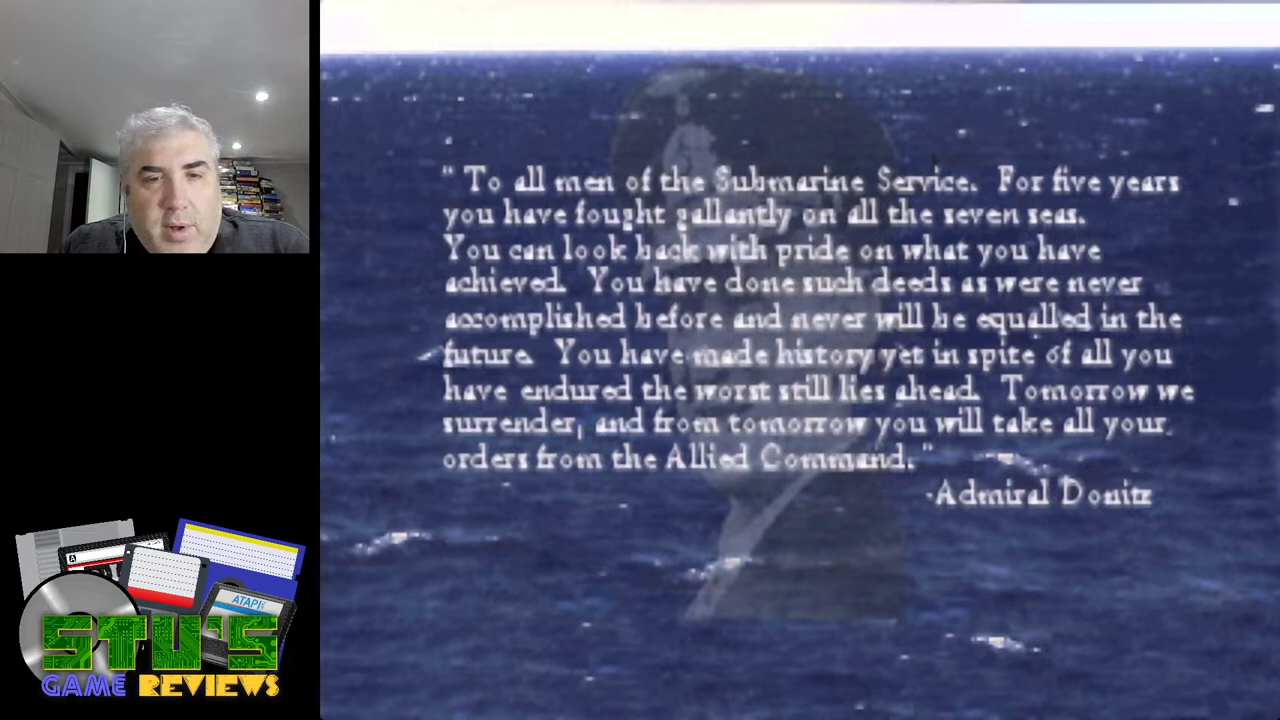 " To all men of the Submarine Service. For five years
you have fought gallantly on all the seven seas.
You can look back with pride on what you have
achieved. You have done such deeds as were never
accomplished before and never will be equalled in the
future. You have made history yet in spite of all you
have endured the worst still lies ahead. Tomorrow we
surrender, and from tomorrow you will take all your
orders from the Allied Command. "
-Admiral Donitz
A
ATAPI
STU'S
GAME REVIEWS